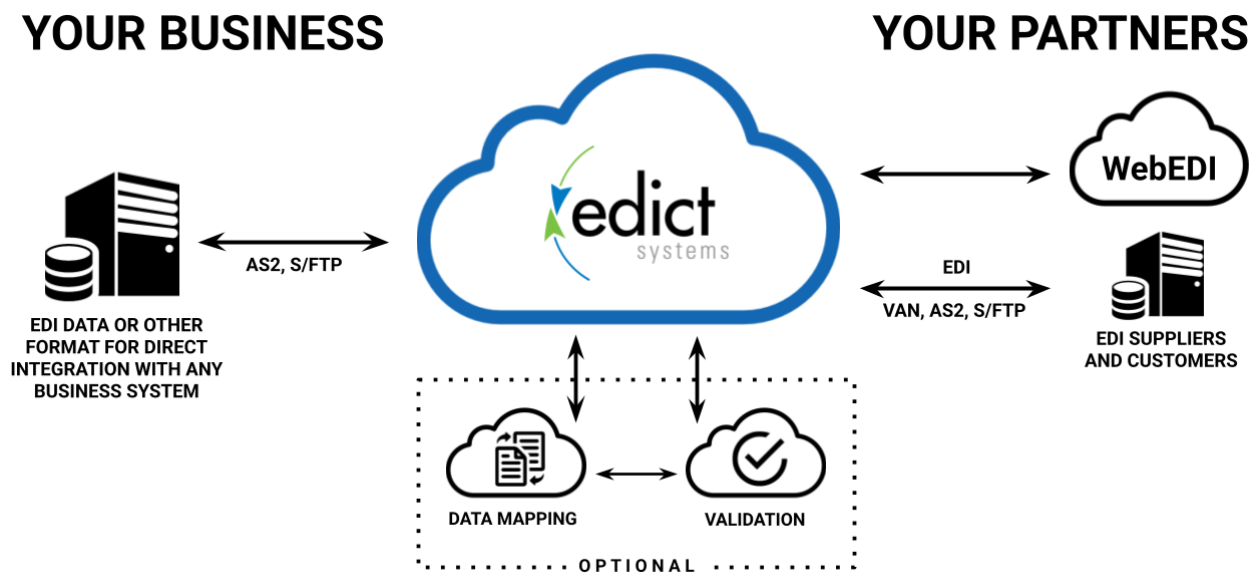 YOUR BUSINESS
YOUR PARTNERS
edict
systems
WebEDI
AS2, S/FTP
EDI
VAN, AS2, S/FTP
EDI DATA OR OTHER
FORMAT FOR DIRECT
INTEGRATION WITH ANY
BUSINESS SYSTEM
EDI SUPPLIERS
AND CUSTOMERS
DATA MAPPING
VALIDATION
OPTIONAL